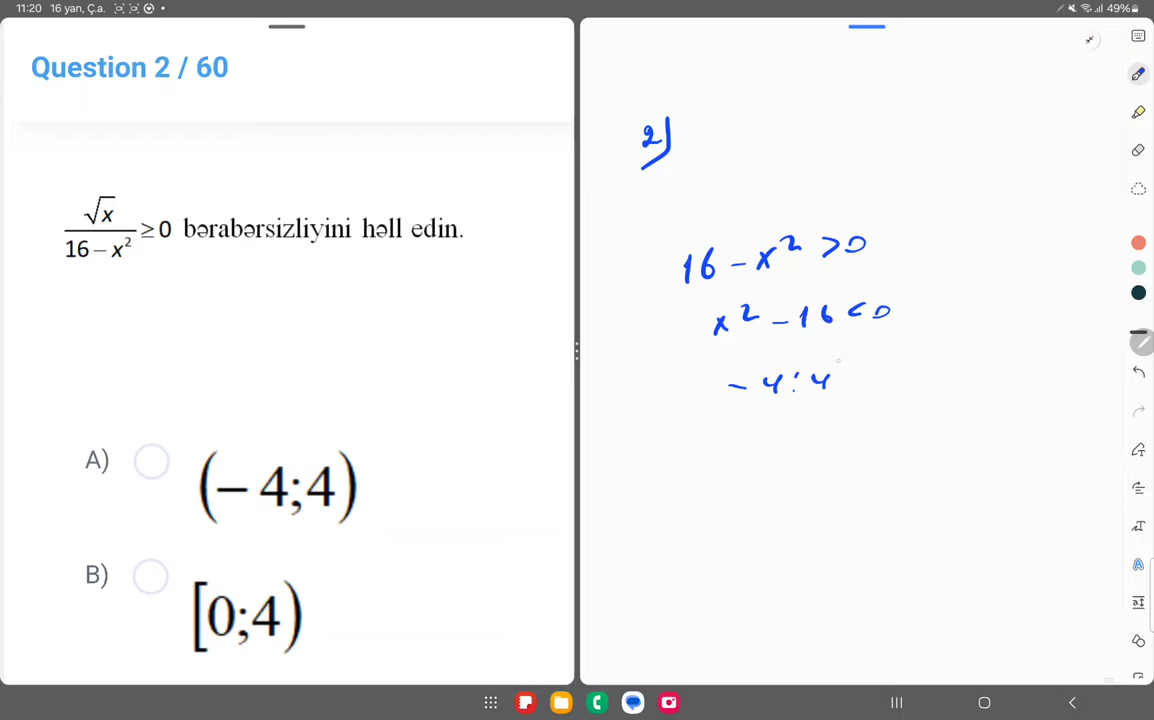 11:20 16 yan, Ç.a. 49%
Question 2 / 60
√x / 16 − x² ≥ 0 bərabərsizliyini həll edin.
A) (− 4;4)
B) [0;4)
2)
16 − x² > 0
x² − 16 < 0
− 4 ; 4